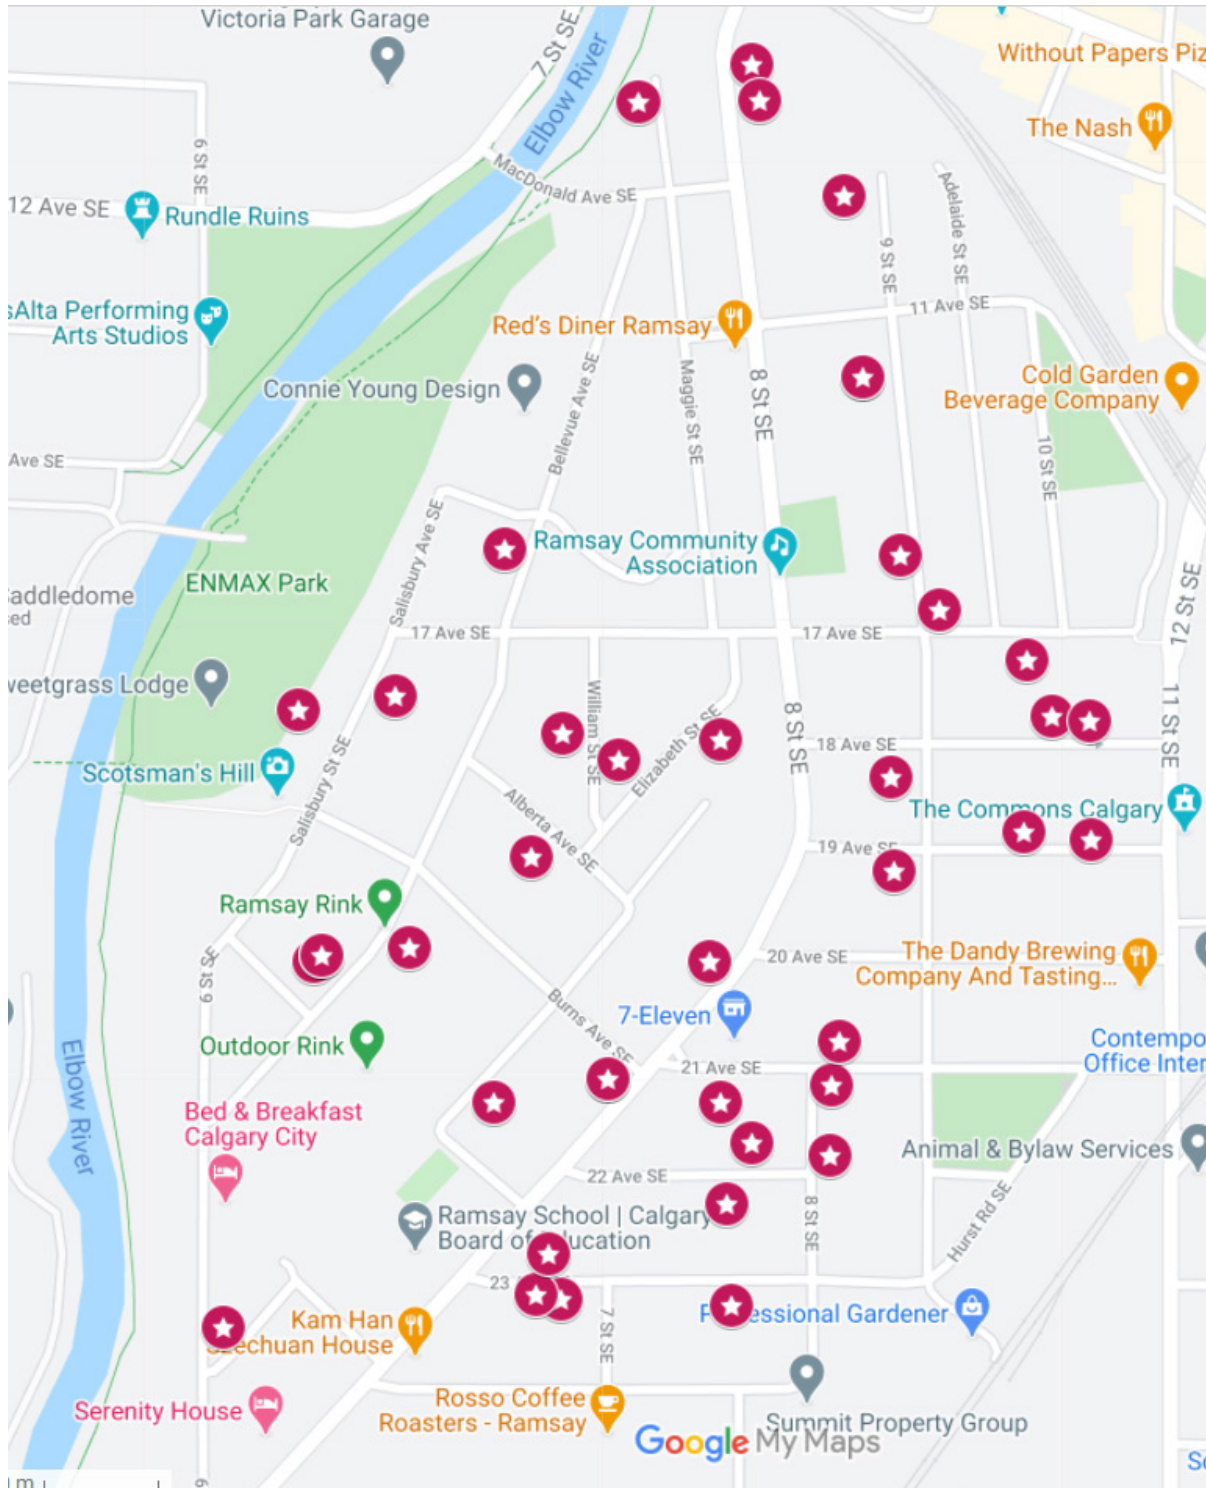 Victoria Park Garage
7 St SE
Elbow River
Without Papers Piz
The Nash
6 St SE
MacDonald Ave SE
12 Ave SE
Rundle Ruins
Adelaide St SE
9 St SE
11 Ave SE
sAlta Performing
Arts Studios
Red's Diner Ramsay
Connie Young Design
Bellevue Ave SE
Maggie St SE
8 St SE
Cold Garden
Beverage Company
10 St SE
Ave SE
Salisbury Ave SE
Ramsay Community
Association
ENMAX Park
addledome
ed
12 St SE
17 Ave SE
17 Ave SE
weetgrass Lodge
William St SE
Elizabeth St SE
8 St SE
11 St SE
18 Ave SE
Scotsman's Hill
Salisbury St SE
Alberta Ave SE
The Commons Calgary
19 Ave SE
Ramsay Rink
6 St SE
20 Ave SE
The Dandy Brewing
Company And Tasting...
Burns Ave SE
7-Eleven
Outdoor Rink
21 Ave SE
Contempo
Office Inter
Elbow River
Bed & Breakfast
Calgary City
Animal & Bylaw Services
22 Ave SE
8 St SE
Hurst Rd SE
Ramsay School | Calgary
Board of ucation
23
7 St SE
Kam Han
echuan House
essional Gardener
Serenity House
Rosso Coffee
Roasters - Ramsay
Summit Property Group
Google My Maps
m
6